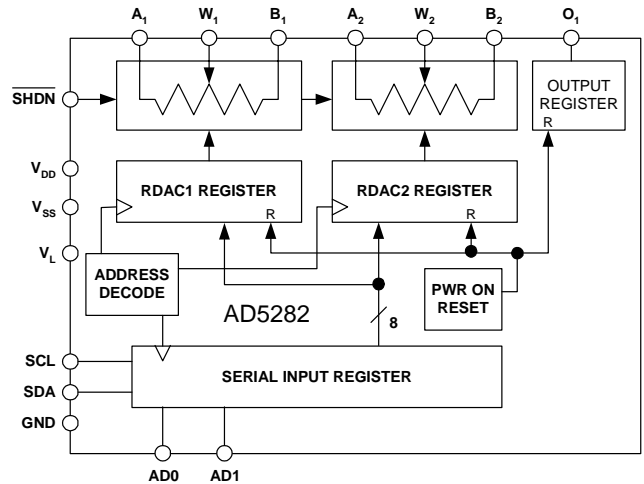 A1 W1 B1 A2 W2 B2 O1
SHDN
OUTPUT
REGISTER
R
VDD
RDAC1 REGISTER
R
RDAC2 REGISTER
R
VSS
VL
ADDRESS
DECODE
PWR ON
RESET
AD5282
8
SCL
SERIAL INPUT REGISTER
SDA
GND
AD0 AD1